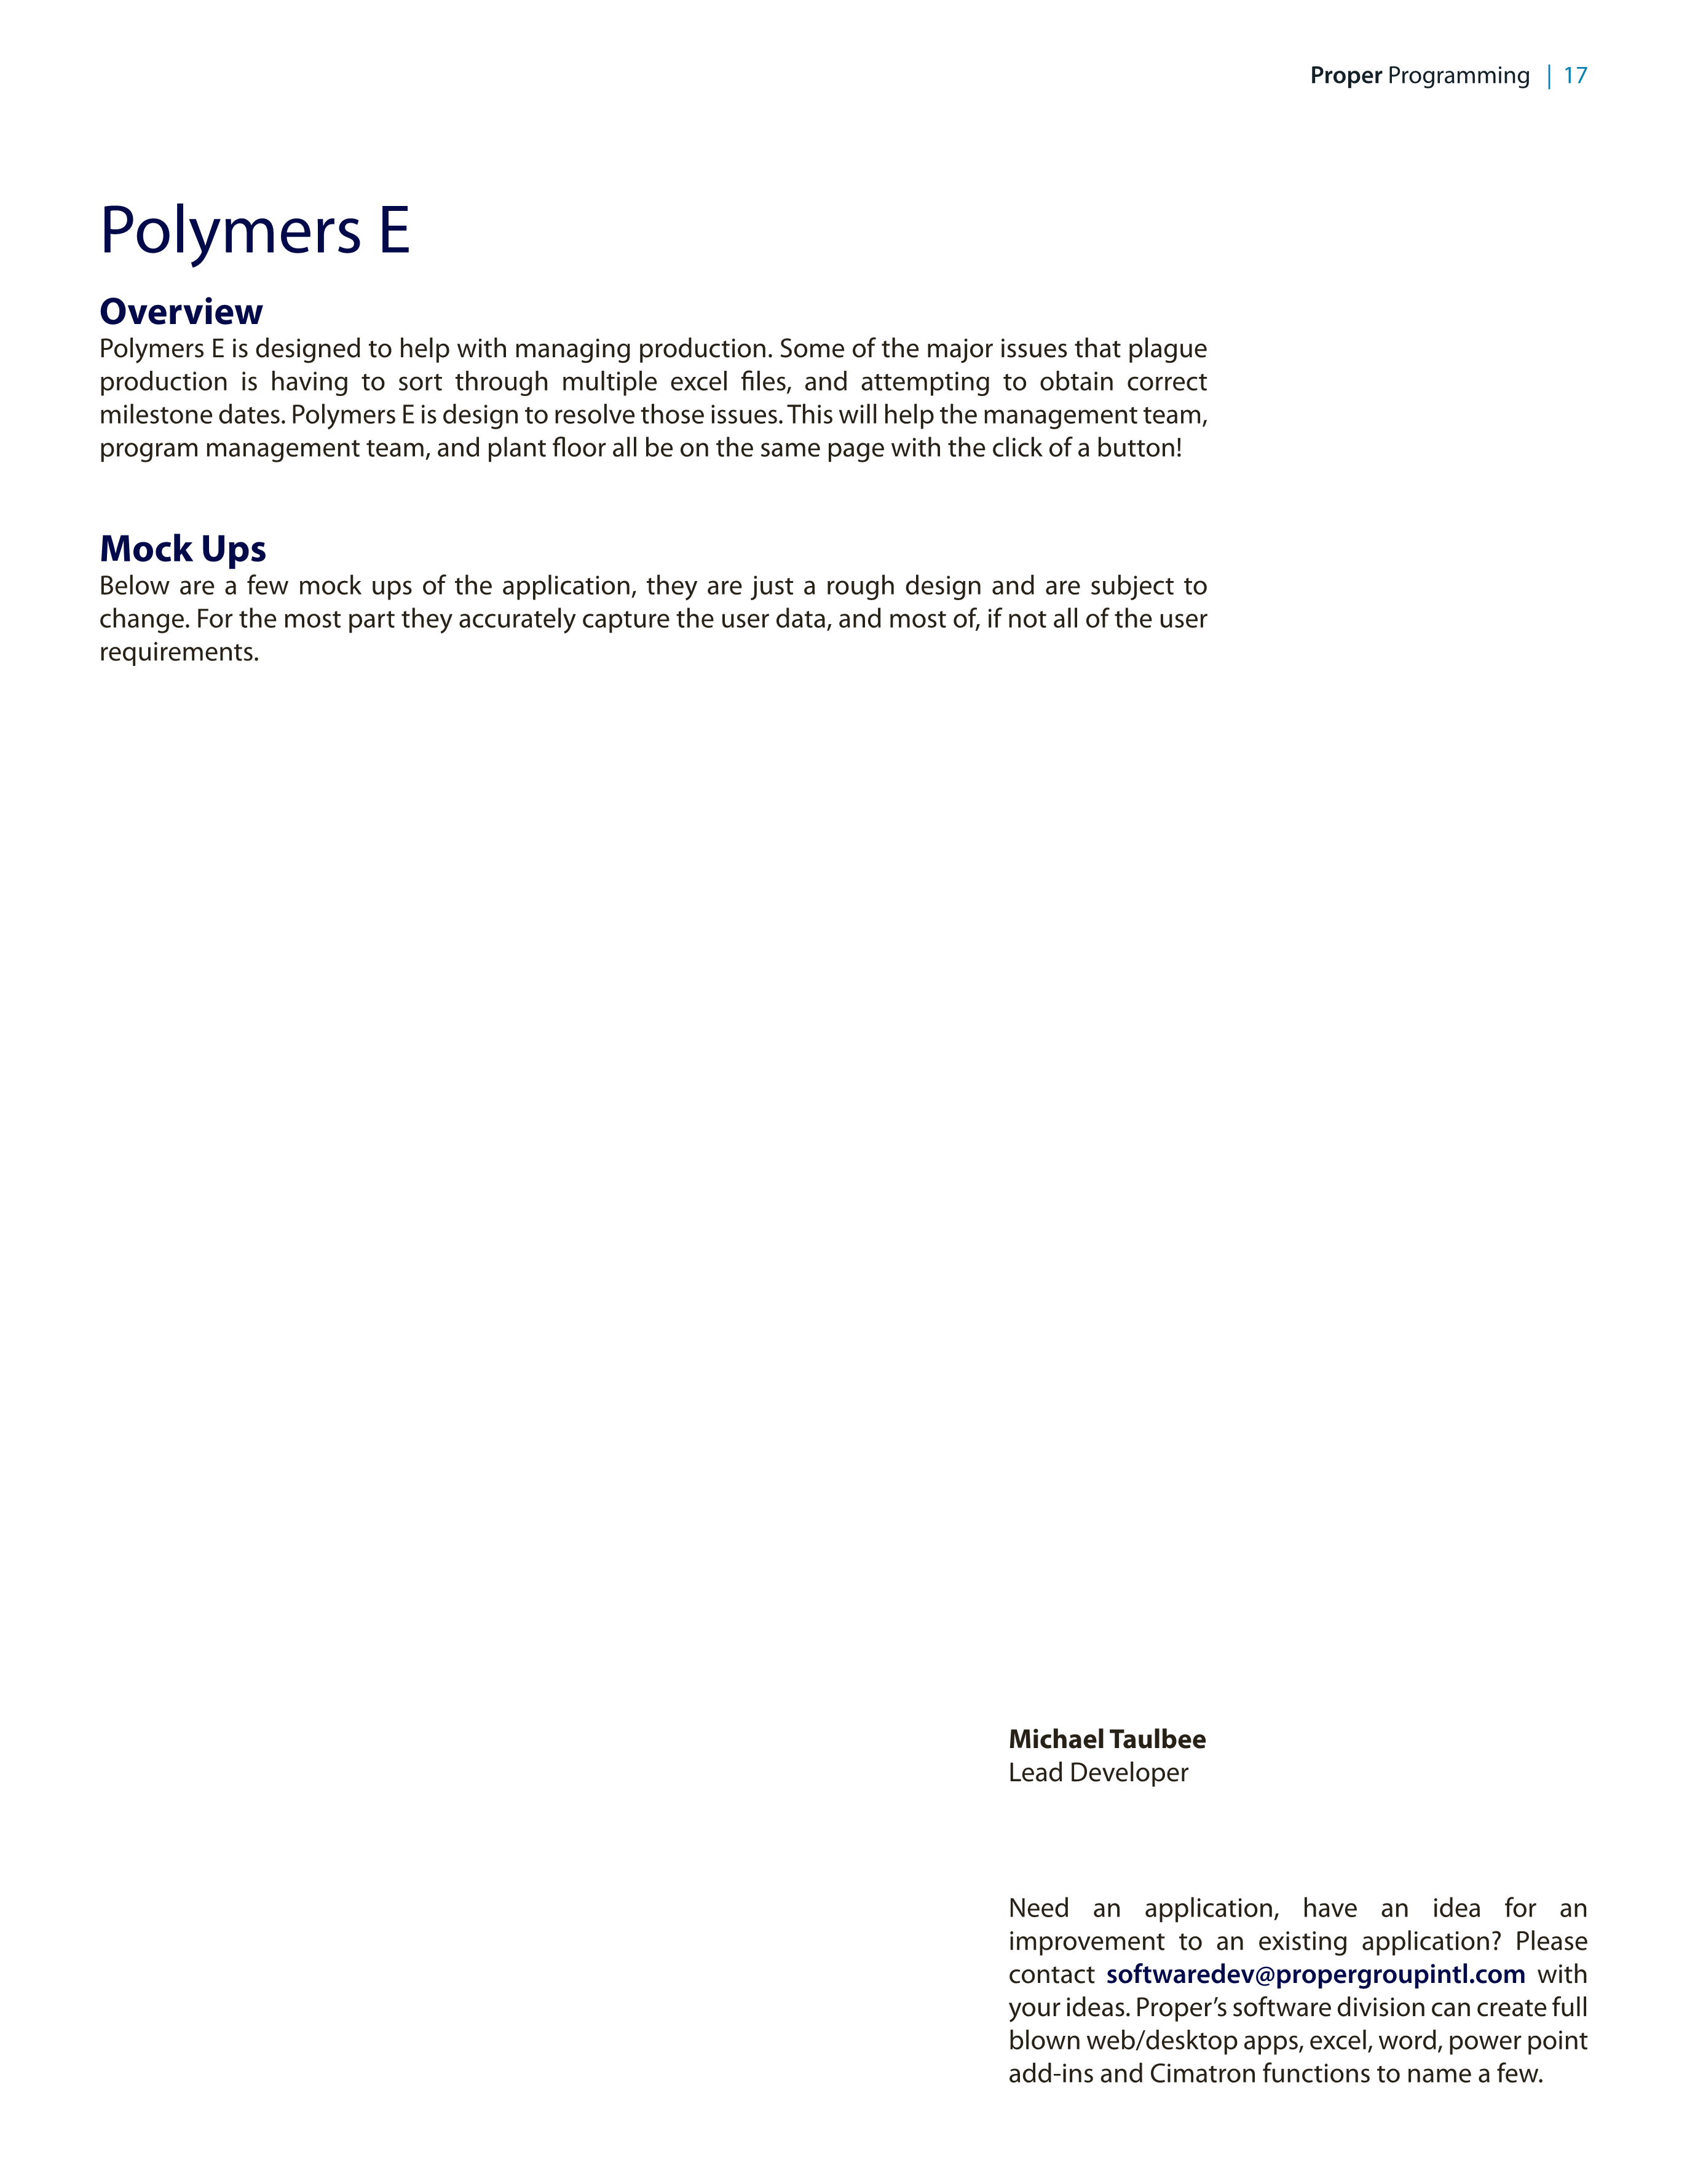 Proper Programming | 17
Polymers E
Overview
Polymers E is designed to help with managing production. Some of the major issues that plague
production is having to sort through multiple excel files, and attempting to obtain correct
milestone dates. Polymers E is design to resolve those issues. This will help the management team,
program management team, and plant floor all be on the same page with the click of a button!
Mock Ups
Below are a few mock ups of the application, they are just a rough design and are subject to
change. For the most part they accurately capture the user data, and most of, if not all of the user
requirements.
Michael Taulbee
Lead Developer
Need an application, have an idea for an
improvement to an existing application? Please
contact softwaredev@propergroupintl.com with
your ideas. Proper’s software division can create full
blown web/desktop apps, excel, word, power point
add-ins and Cimatron functions to name a few.